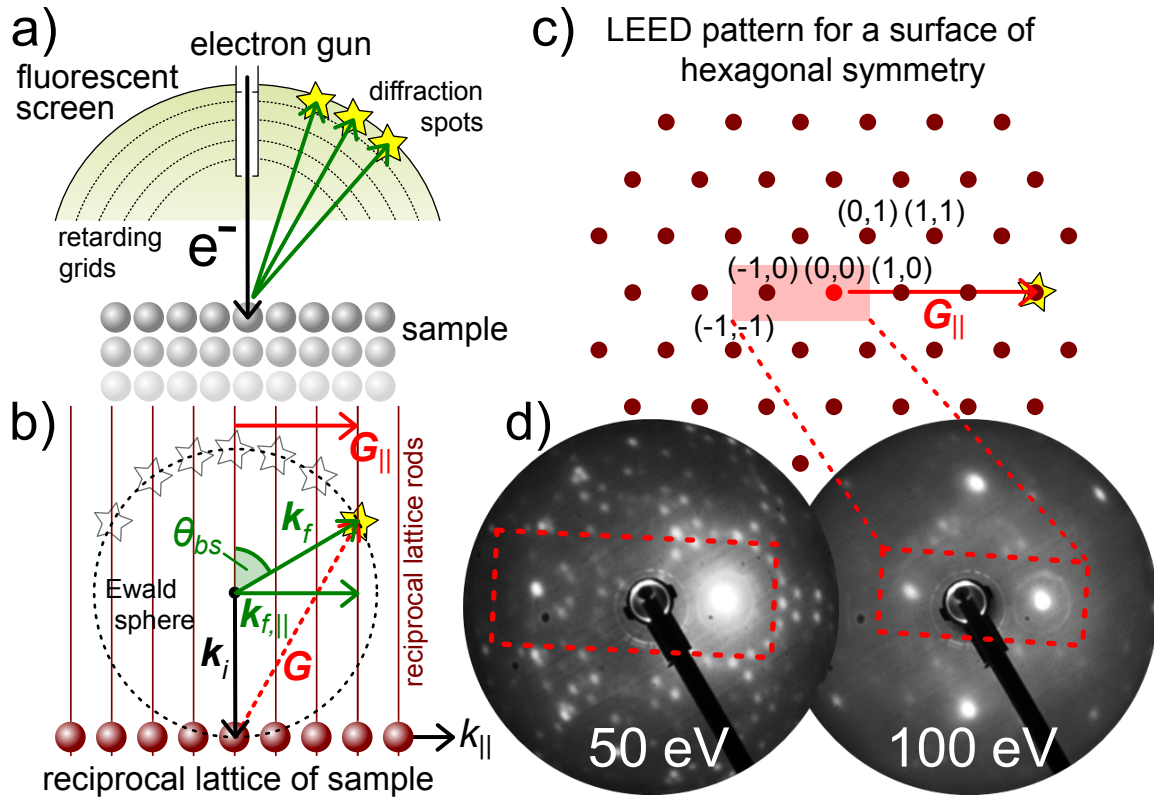 a)
electron gun
fluorescent
screen
diffraction
spots
retarding
grids
e⁻
sample
b)
G||
θbs
kf
Ewald
sphere
kf,||
ki
G
reciprocal lattice rods
k||
reciprocal lattice of sample
c)
LEED pattern for a surface of
hexagonal symmetry
(0,1) (1,1)
(-1,0) (0,0) (1,0)
G||
(-1,-1)
d)
50 eV
100 eV